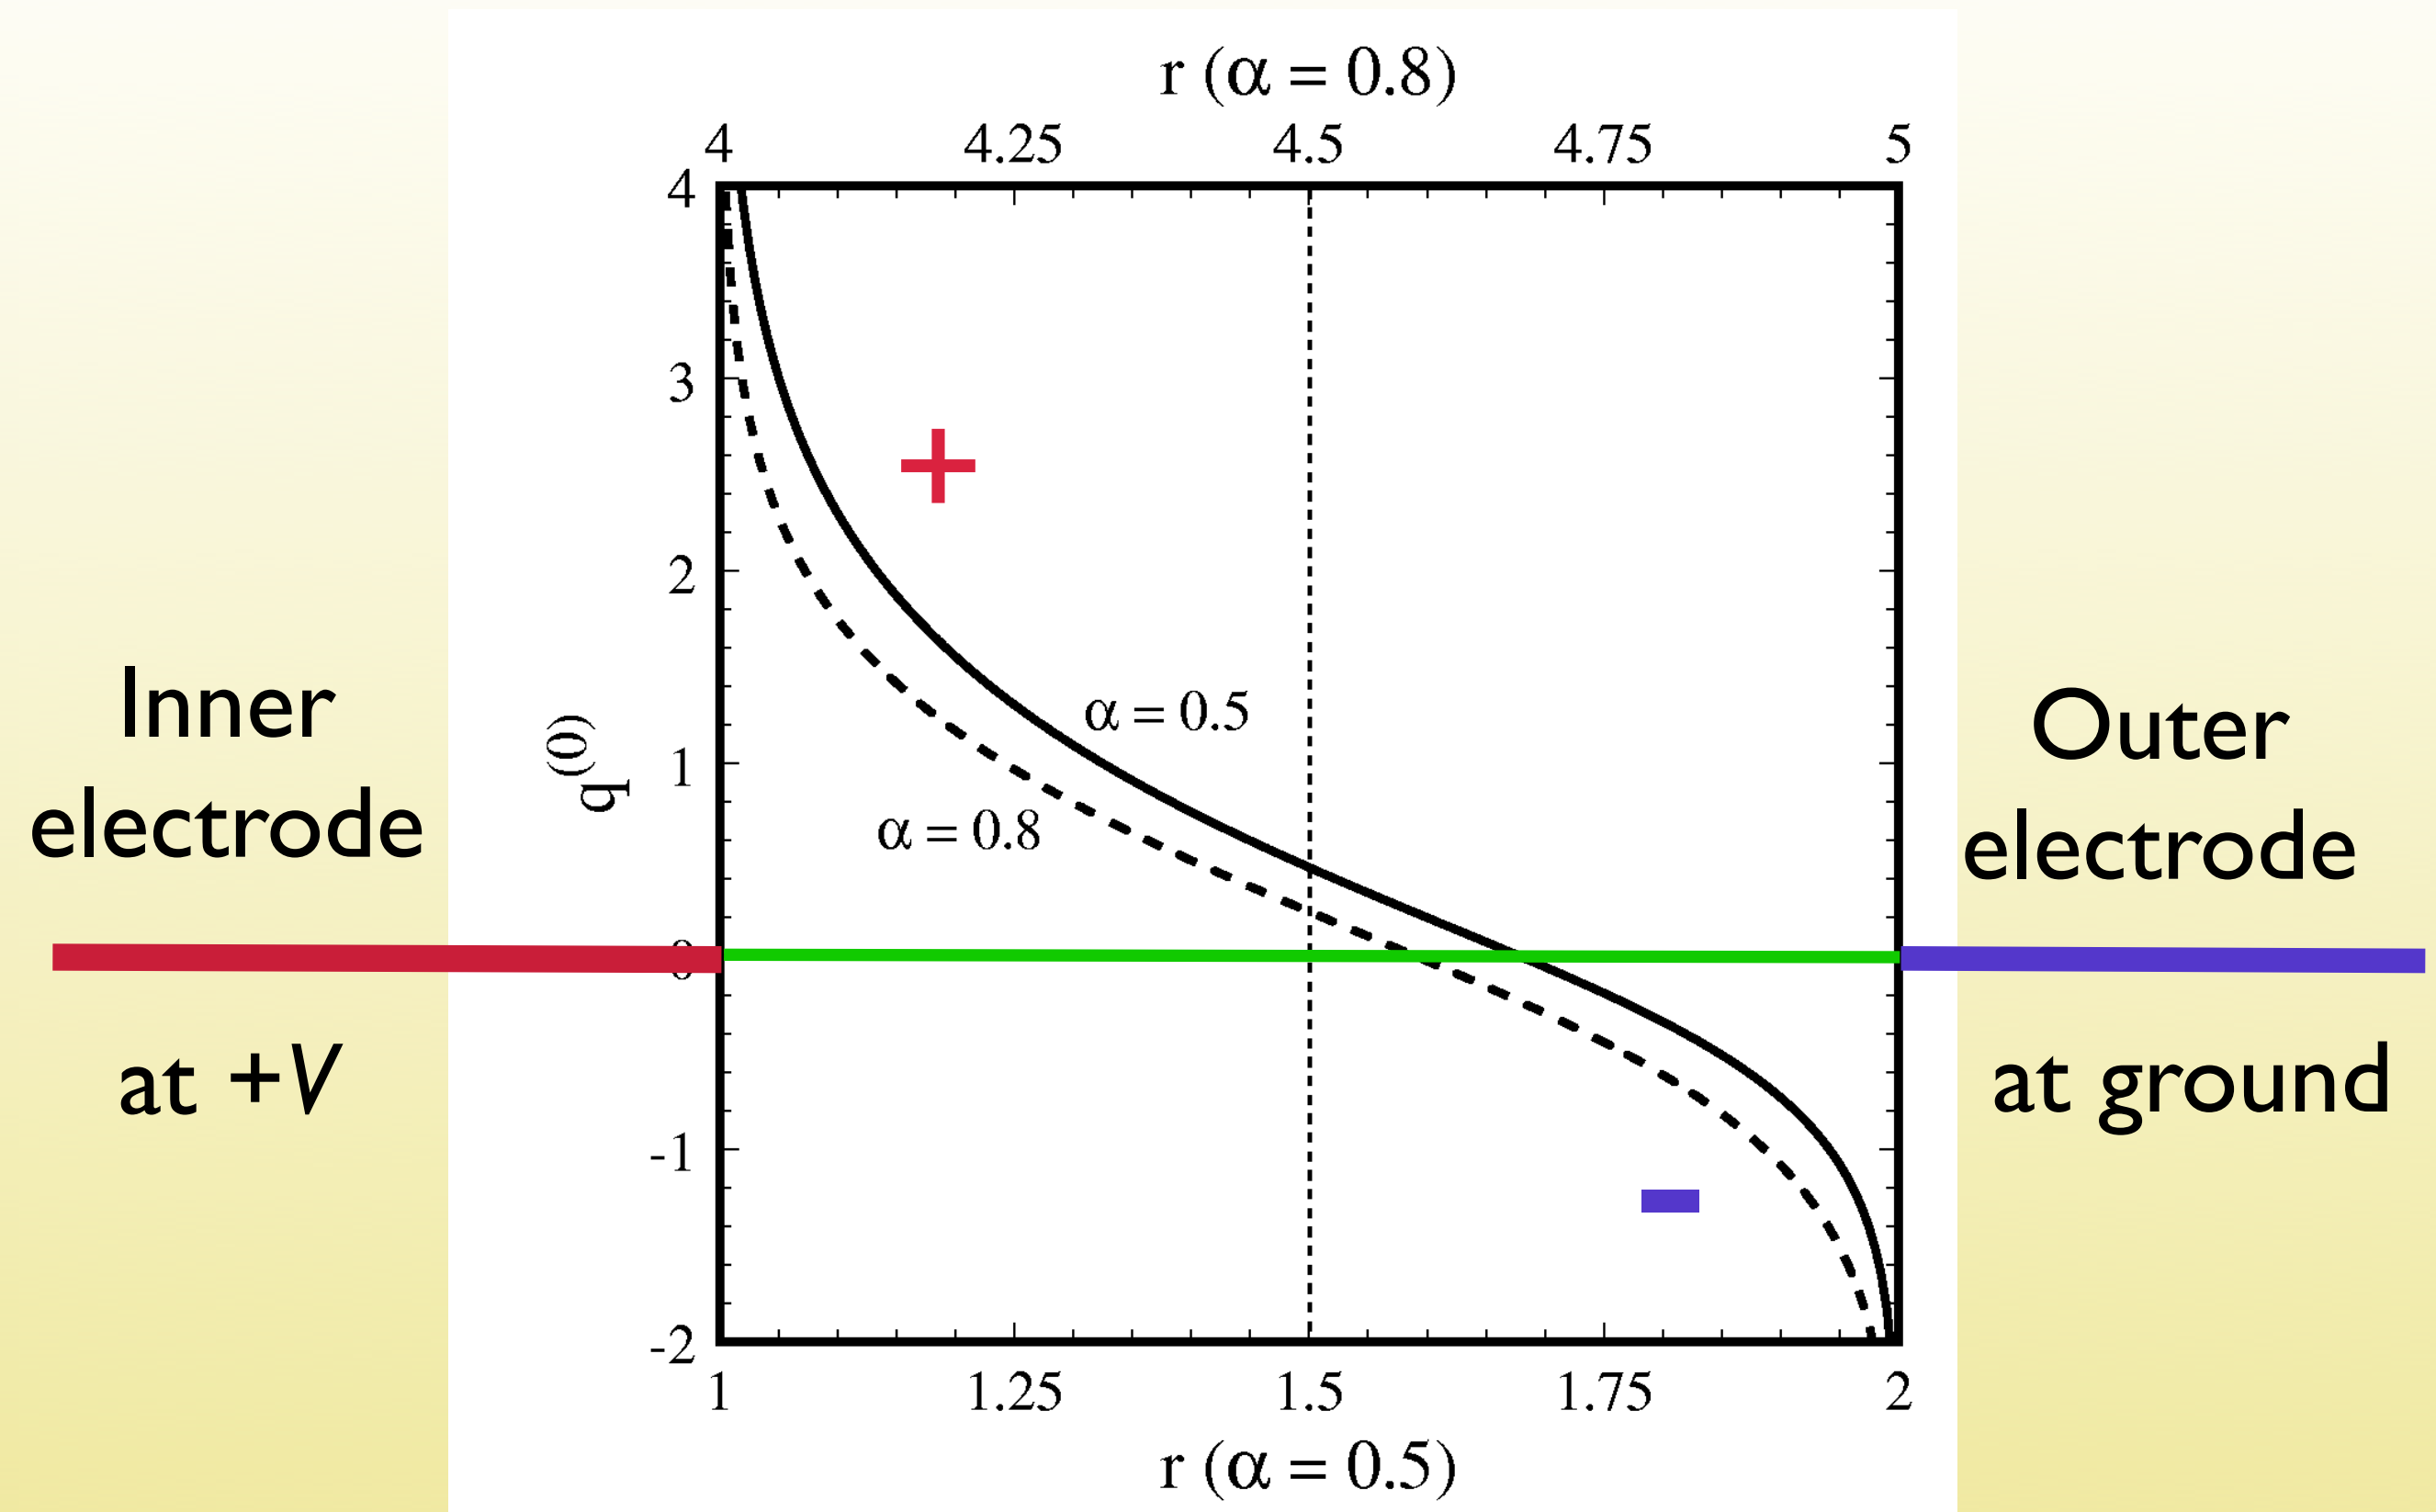 r (α = 0.8)
4 4.25 4.5 4.75 5
4
3
2
1
0
-1
-2
q(0)
α = 0.5
α = 0.8
+
-
1 1.25 1.5 1.75 2
r (α = 0.5)
Inner
electrode
at +V
Outer
electrode
at ground